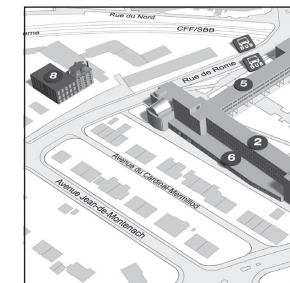 Rue du Nord
CFF/SBB
erne
BUS
BUS
Rue de Rome
8
5
2
6
Avenue du Cardinal-Mermillod
Avenue Jean-de-Montenach